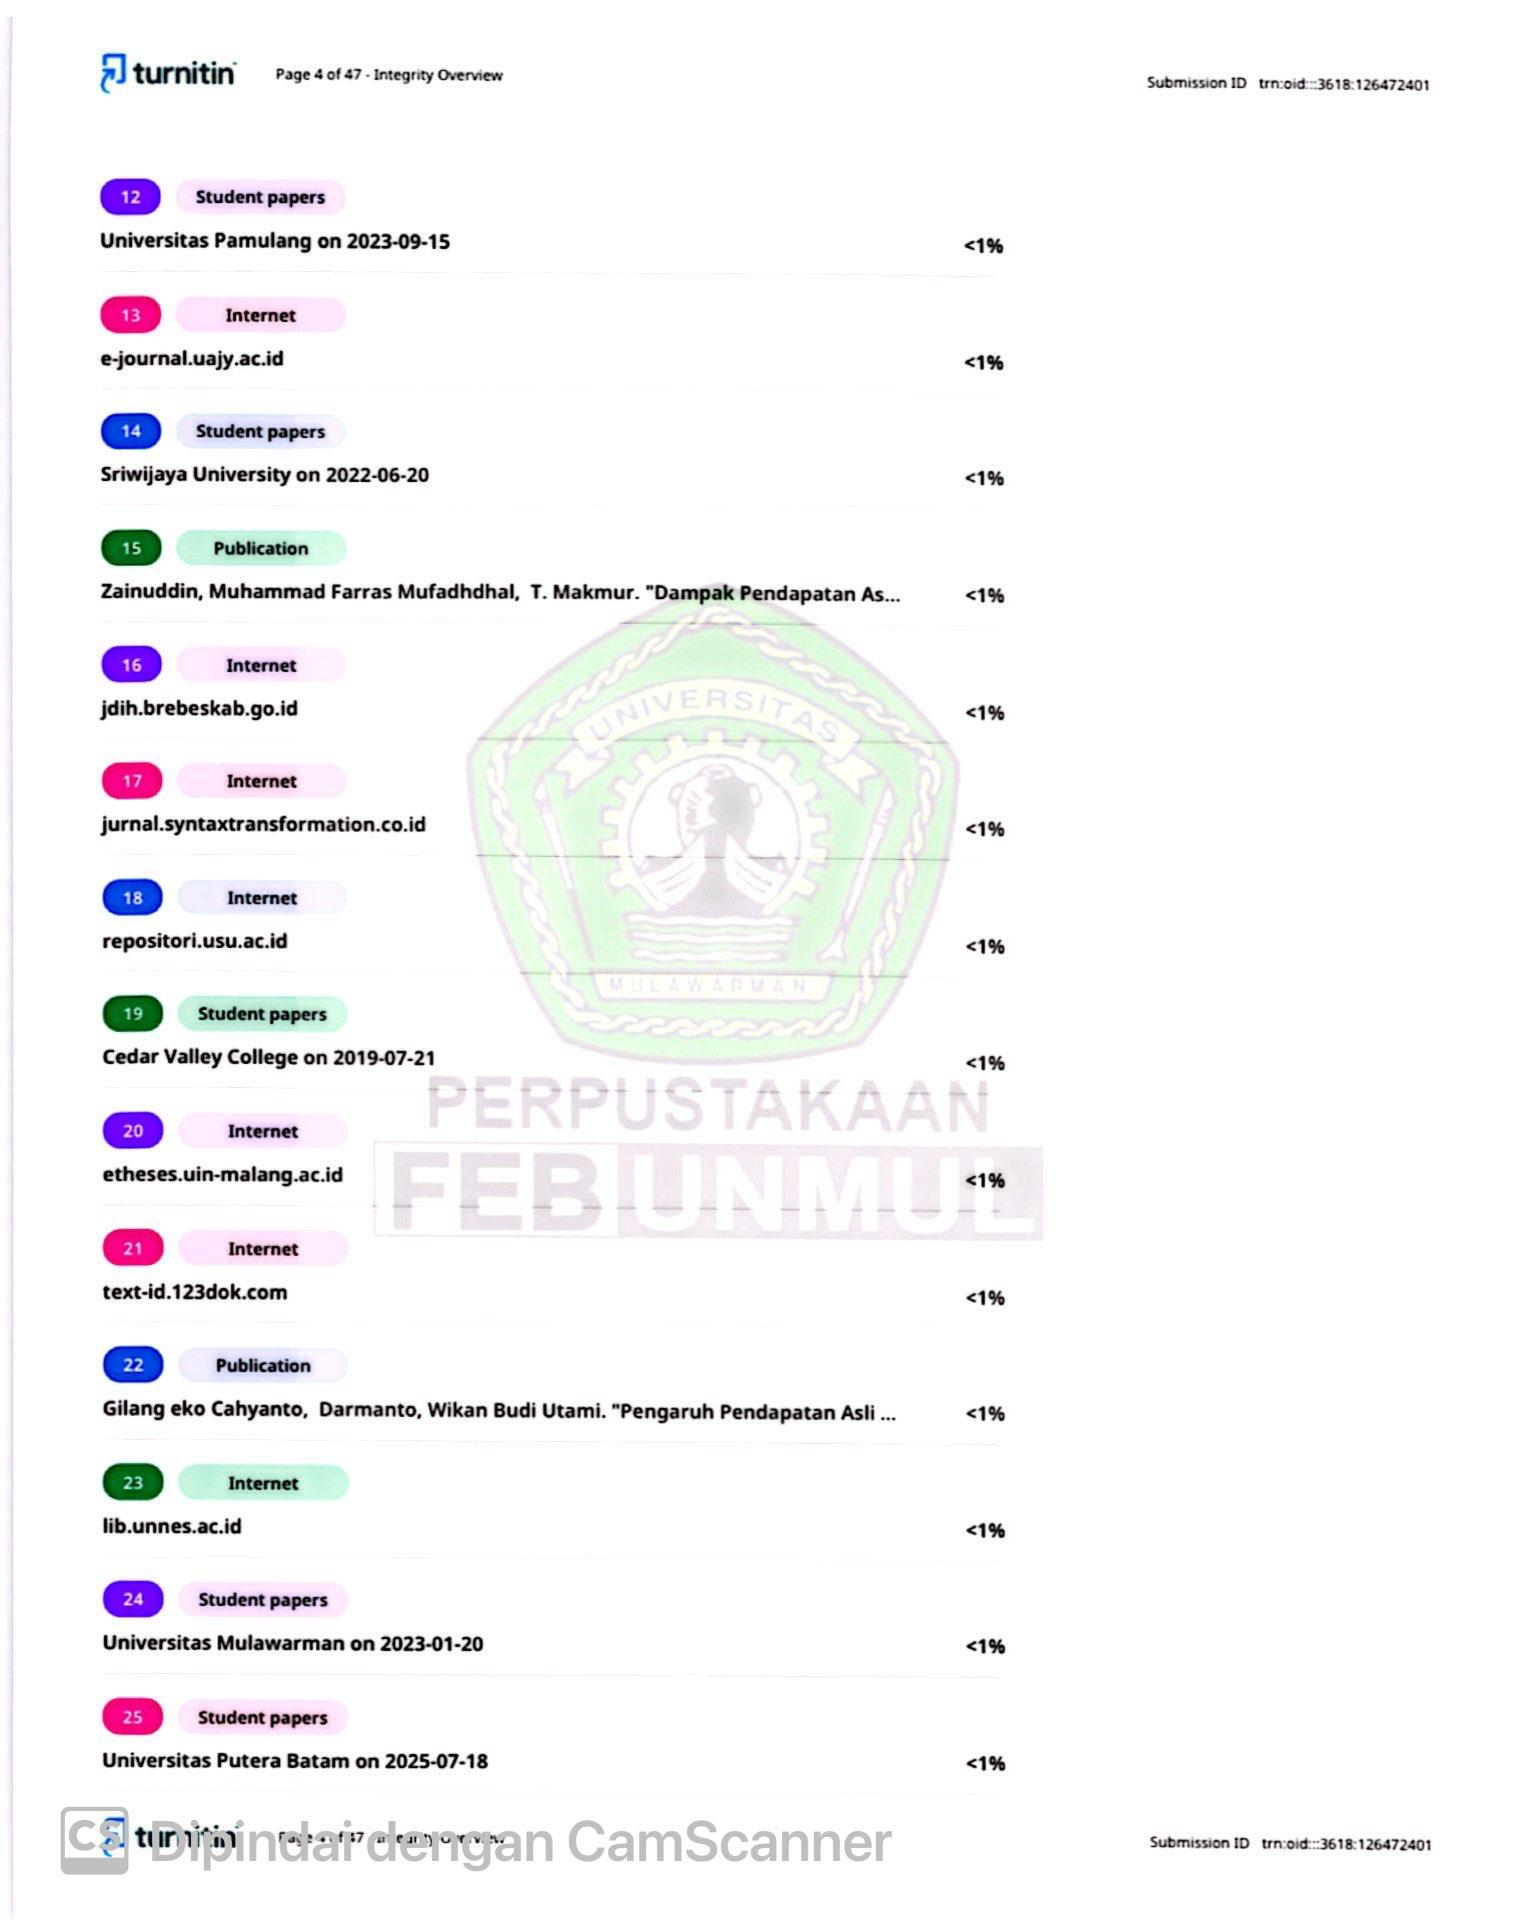 turnitin Page 4 of 47 - Integrity Overview Submission ID trn:oid:::3618:126472401
12 Student papers
Universitas Pamulang on 2023-09-15 <1%
13 Internet
e-journal.uajy.ac.id <1%
14 Student papers
Sriwijaya University on 2022-06-20 <1%
15 Publication
Zainuddin, Muhammad Farras Mufadhdhal, T. Makmur. "Dampak Pendapatan As... <1%
16 Internet
jdih.brebeskab.go.id <1%
UNIVERSITAS
17 Internet
jurnal.syntaxtransformation.co.id <1%
18 Internet
repositori.usu.ac.id <1%
MULAWARMAN
19 Student papers
Cedar Valley College on 2019-07-21 <1%
PERPUSTAKAAN
20 Internet
etheses.uin-malang.ac.id <1%
FEB UNMUL
21 Internet
text-id.123dok.com <1%
22 Publication
Gilang eko Cahyanto, Darmanto, Wikan Budi Utami. "Pengaruh Pendapatan Asli ... <1%
23 Internet
lib.unnes.ac.id <1%
24 Student papers
Universitas Mulawarman on 2023-01-20 <1%
25 Student papers
Universitas Putera Batam on 2025-07-18 <1%
turnitin Page 4 of 47 - Integrity Overview Submission ID trn:oid:::3618:126472401
CS Dipindai dengan CamScanner